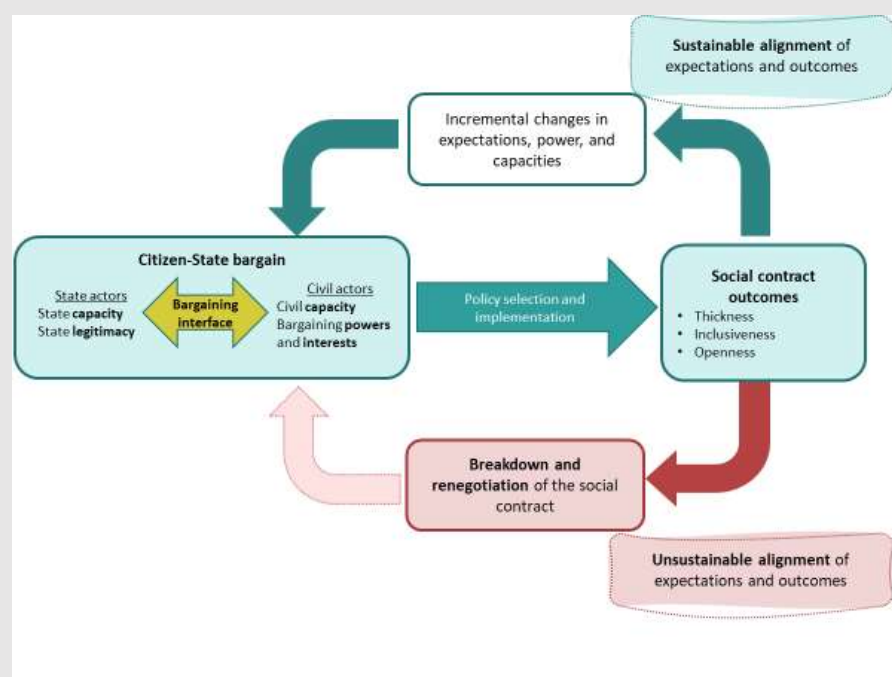 Sustainable alignment of
expectations and outcomes
Incremental changes in
expectations, power, and
capacities
Citizen-State bargain
State actors
State capacity
State legitimacy
Bargaining
interface
Civil actors
Civil capacity
Bargaining powers
and interests
Policy selection and
implementation
Social contract
outcomes
• Thickness
• Inclusiveness
• Openness
Breakdown and
renegotiation of the social
contract
Unsustainable alignment of
expectations and outcomes